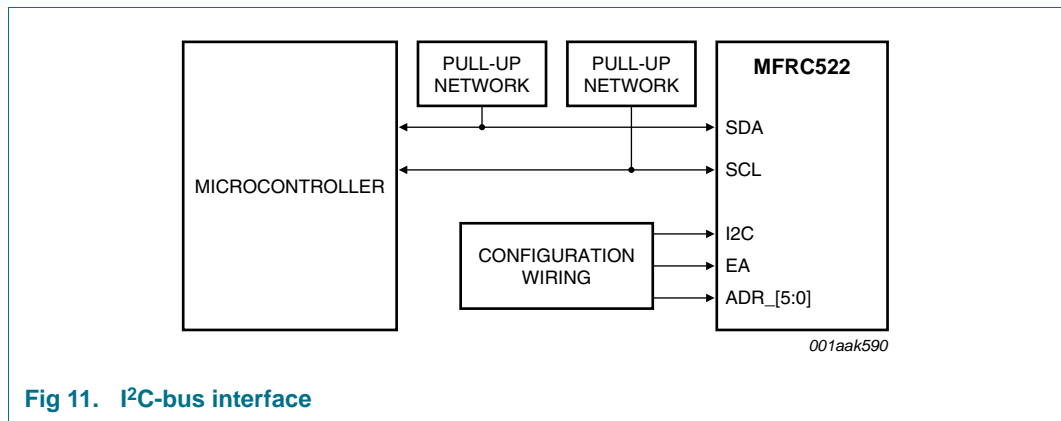 PULL-UP
NETWORK
PULL-UP
NETWORK
MFRC522
SDA
SCL
MICROCONTROLLER
I2C
CONFIGURATION
WIRING
EA
ADR_[5:0]
001aak590
Fig 11. I²C-bus interface